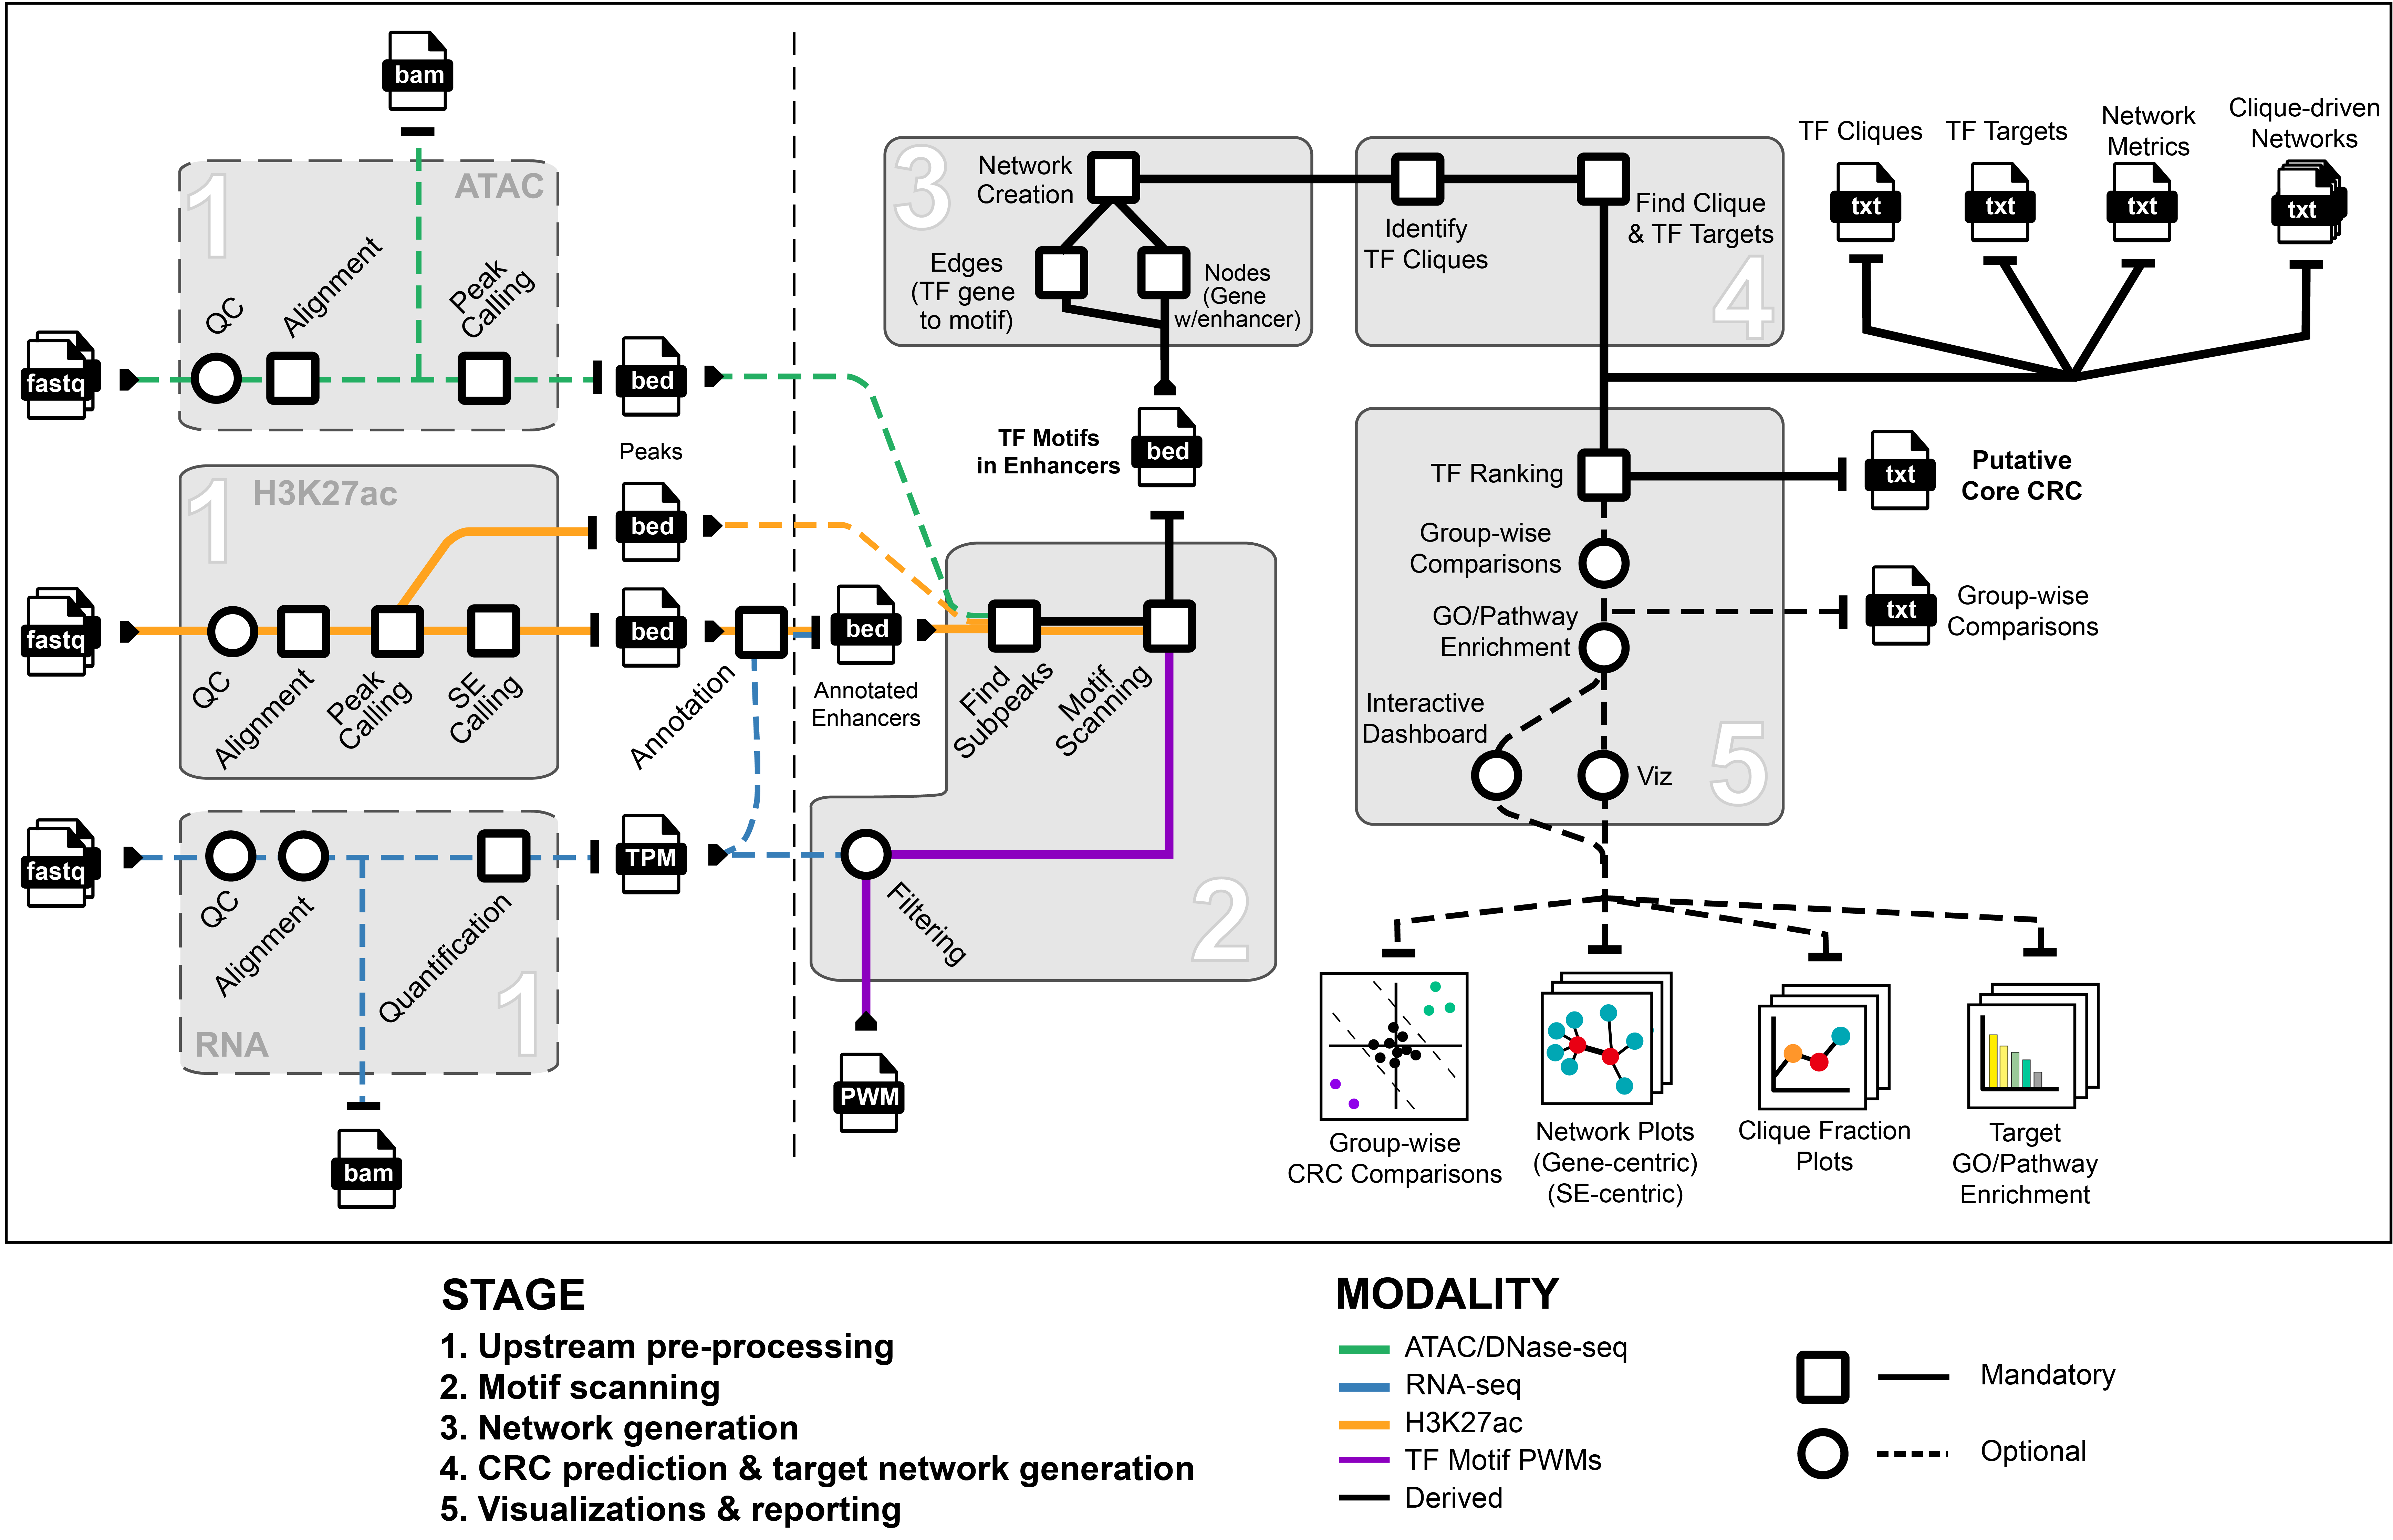 bam
1
ATAC
QC
Alignment
Peak
Calling
fastq
bed
Peaks
1
H3K27ac
bed
fastq
QC
Alignment
Peak
Calling
SE
Calling
bed
Annotation
bed
Annotated
Enhancers
fastq
QC
Alignment
Quantification
RNA
1
TPM
bam
3
Network
Creation
Edges
(TF gene
to motif)
Nodes
(Gene
w/enhancer)
TF Motifs
in Enhancers
bed
Find
Subpeaks
Motif
Scanning
Filtering
2
PWM
Identify
TF Cliques
Find Clique
& TF Targets
4
TF Cliques
txt
TF Targets
txt
Network
Metrics
txt
Clique-driven
Networks
txt
TF Ranking
txt
Putative
Core CRC
Group-wise
Comparisons
GO/Pathway
Enrichment
txt
Group-wise
Comparisons
Interactive
Dashboard
Viz
5
Group-wise
CRC Comparisons
Network Plots
(Gene-centric)
(SE-centric)
Clique Fraction
Plots
Target
GO/Pathway
Enrichment
STAGE
1. Upstream pre-processing
2. Motif scanning
3. Network generation
4. CRC prediction & target network generation
5. Visualizations & reporting
MODALITY
ATAC/DNase-seq
RNA-seq
H3K27ac
TF Motif PWMs
Derived
Mandatory
Optional